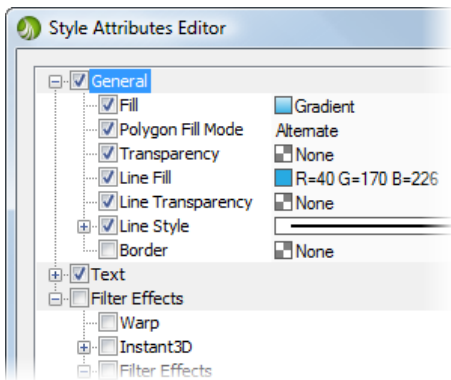 Style Attributes Editor
General
Fill Gradient
Polygon Fill Mode Alternate
Transparency None
Line Fill R=40 G=170 B=226
Line Transparency None
Line Style
Border None
Text
Filter Effects
Warp
Instant3D
Filter Effects